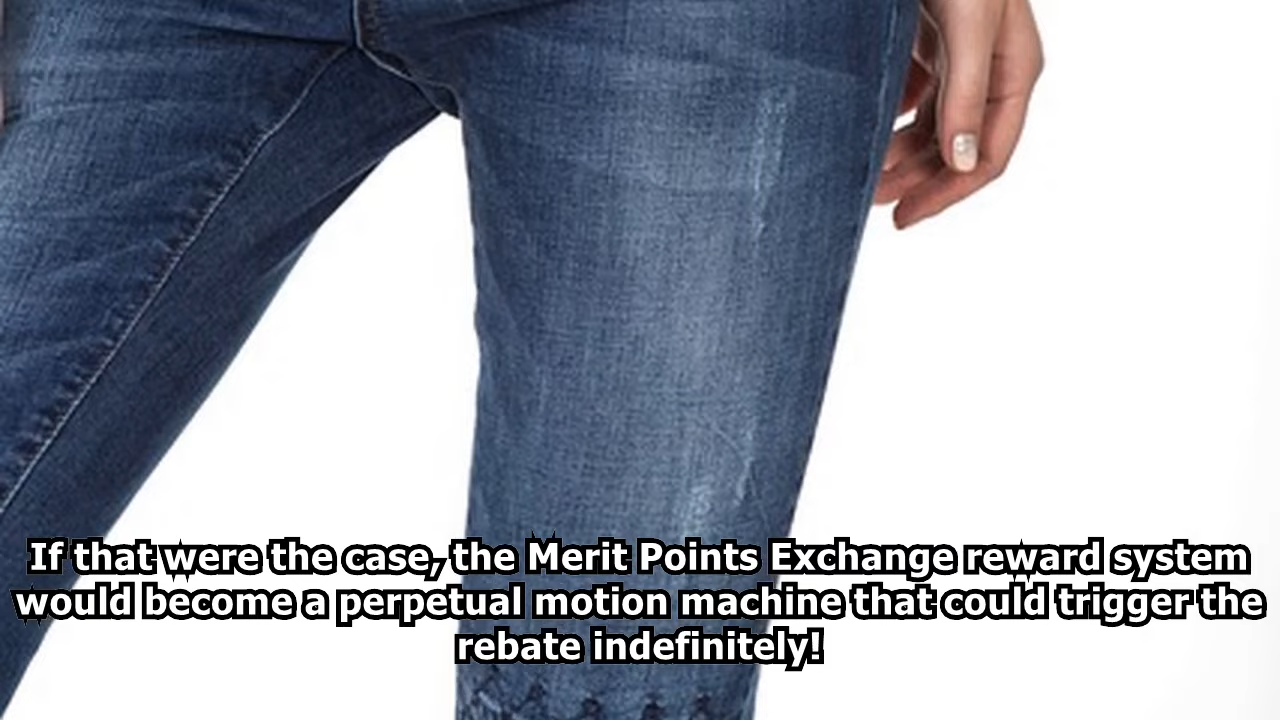 If that were the case, the Merit Points Exchange reward system
would become a perpetual motion machine that could trigger the
rebate indefinitely!